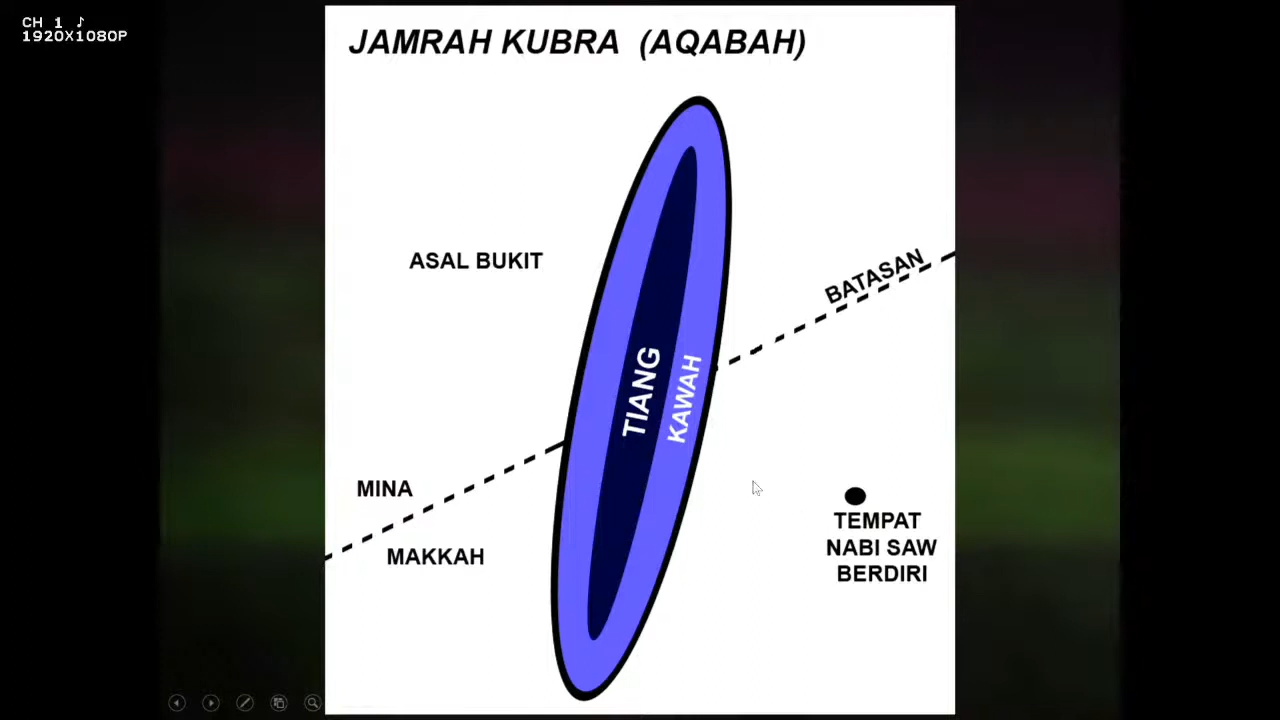 CH 1 ♪
1920X1080P
JAMRAH KUBRA (AQABAH)
ASAL BUKIT
BATASAN
TIANG
KAWAH
MINA
MAKKAH
TEMPAT
NABI SAW
BERDIRI